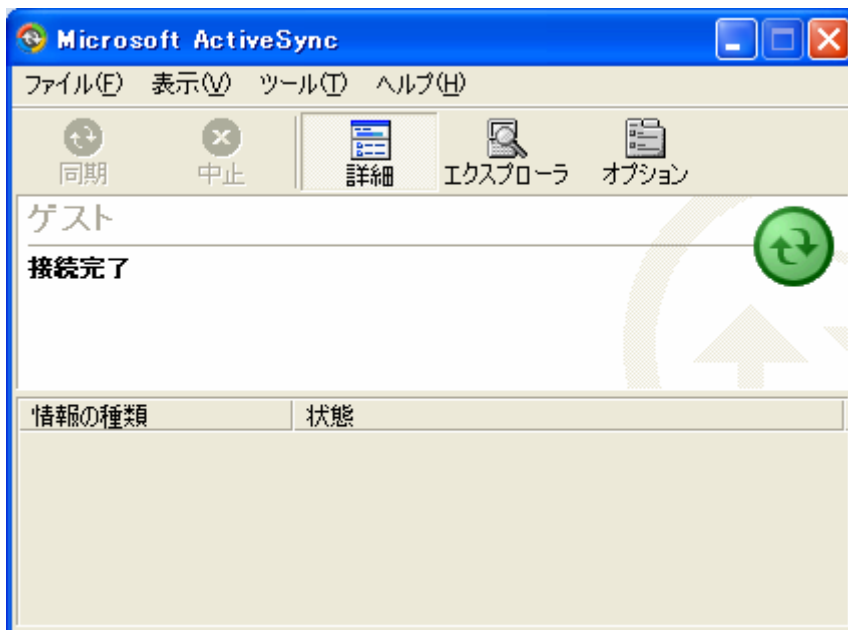 Microsoft ActiveSync
ファイル(F) 表示(V) ツール(T) ヘルプ(H)
同期 中止 詳細 エクスプローラ オプション
ゲスト
接続完了
情報の種類 状態